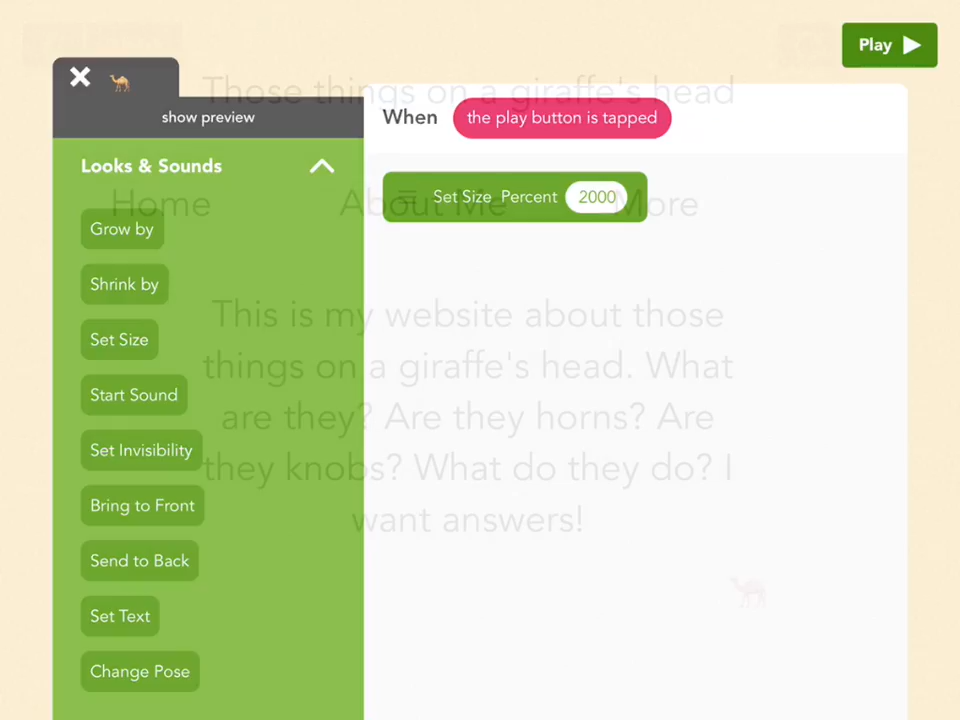 Play
show preview
Those things on a giraffe's head
When the play button is tapped
Looks & Sounds
Set Size Percent 2000
Home About Me More
Grow by
Shrink by
Set Size
Start Sound
Set Invisibility
Bring to Front
Send to Back
Set Text
Change Pose
This is my website about those
things on a giraffe's head. What
are they? Are they horns? Are
they knobs? What do they do? I
want answers!